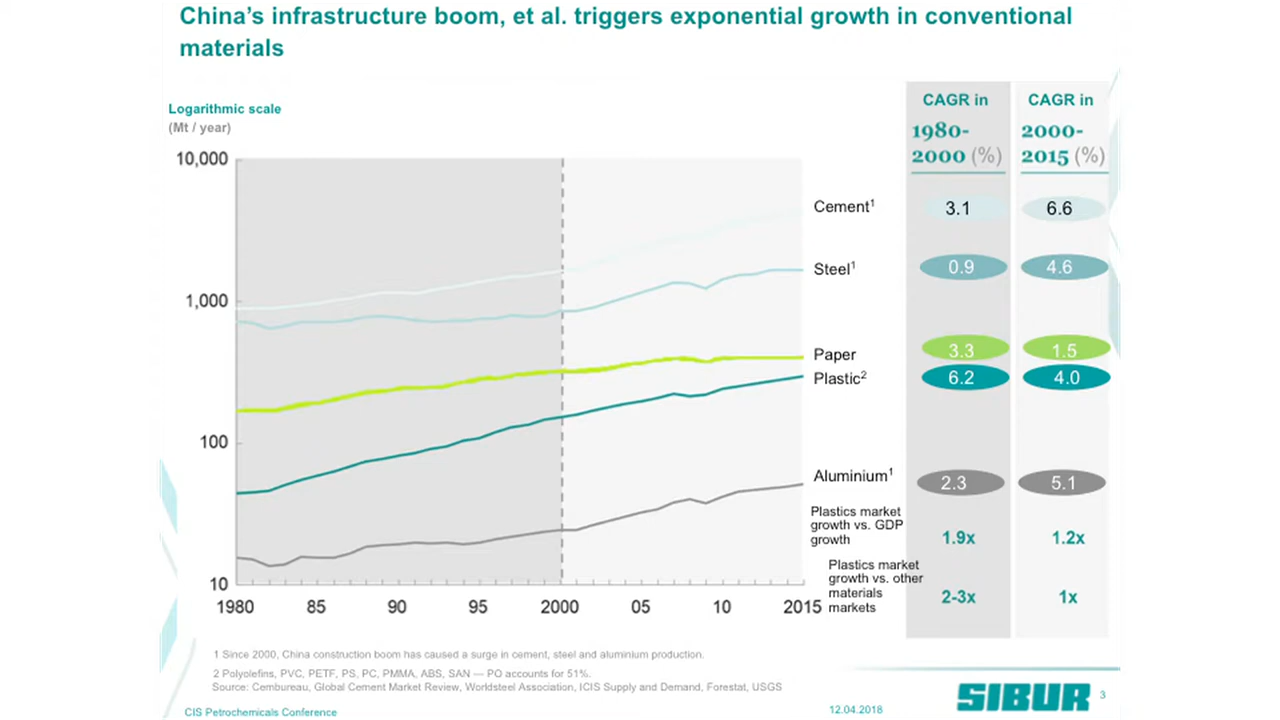 China’s infrastructure boom, et al. triggers exponential growth in conventional
materials
Logarithmic scale
(Mt / year)
10,000
1,000
100
10
1980
85
90
95
2000
05
10
2015
Cement1
Steel1
Paper
Plastic2
Aluminium1
Plastics market
growth vs. GDP
growth
Plastics market
growth vs. other
materials
markets
CAGR in
1980-
2000 (%)
3.1
0.9
3.3
6.2
2.3
1.9x
2-3x
CAGR in
2000-
2015 (%)
6.6
4.6
1.5
4.0
5.1
1.2x
1x
1 Since 2000, China construction boom has caused a surge in cement, steel and aluminium production.
2 Polyolefins, PVC, PETF, PS, PC, PMMA, ABS, SAN — PO accounts for 51%.
Source: Cembureau, Global Cement Market Review, Worldsteel Association, ICIS Supply and Demand, Forestat, USGS
CIS Petrochemicals Conference
12.04.2018
SIBUR
3